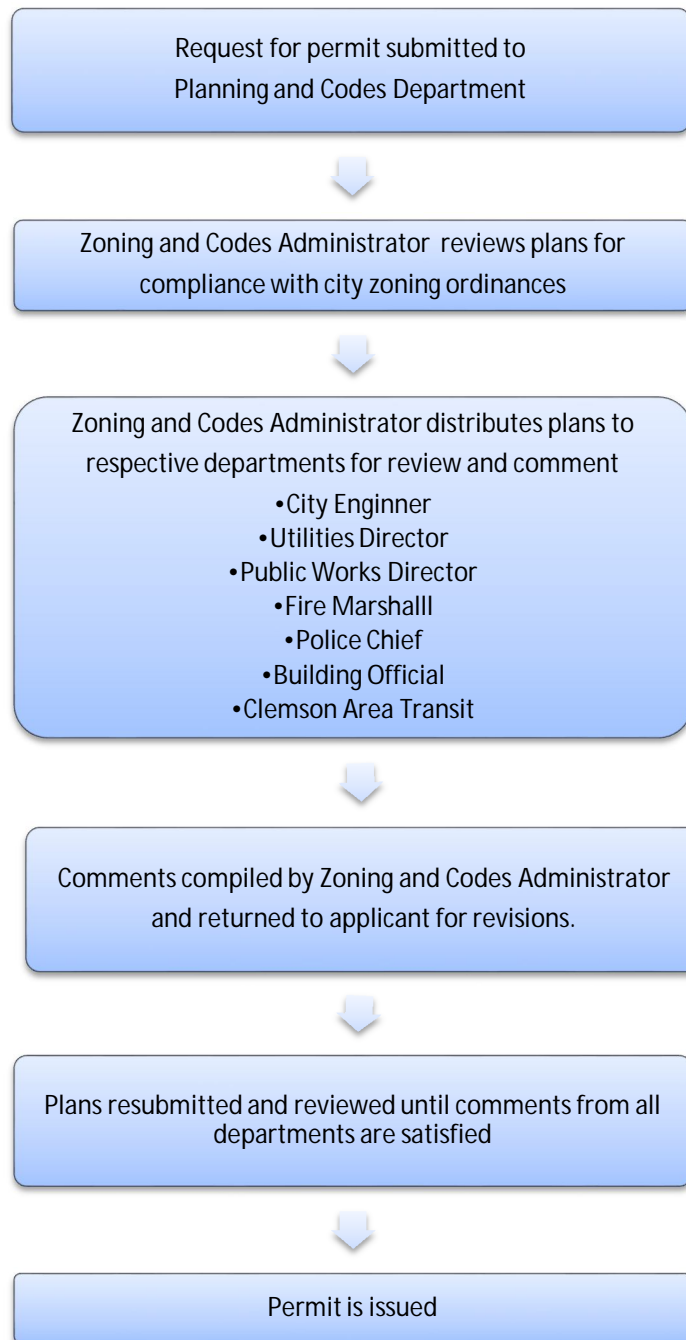 Request for permit submitted to
Planning and Codes Department
Zoning and Codes Administrator reviews plans for
compliance with city zoning ordinances
Zoning and Codes Administrator distributes plans to
respective departments for review and comment
•City Enginner
•Utilities Director
•Public Works Director
•Fire Marshalll
•Police Chief
•Building Official
•Clemson Area Transit
Comments compiled by Zoning and Codes Administrator
and returned to applicant for revisions.
Plans resubmitted and reviewed until comments from all
departments are satisfied
Permit is issued